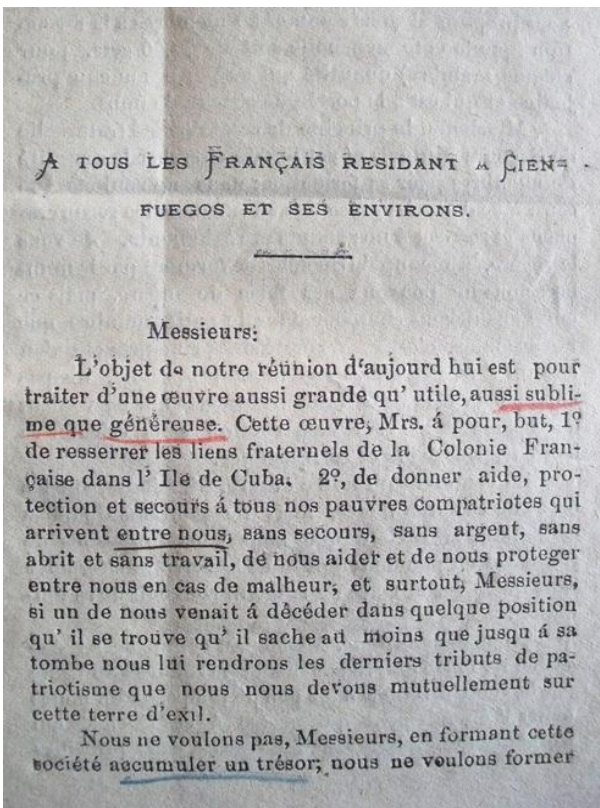 A TOUS LES FRANÇAIS RESIDANT A CIEN=
FUEGOS ET SES ENVIRONS.
Messieurs:
L'objet de notre réunion d'aujourd hui est pour
traiter d'une œuvre aussi grande qu' utile, aussi subli-
me que généreuse. Cette œuvre, Mrs. á pour, but, 1º
de resserrer les liens fraternels de la Colonie Fran-
çaise dans l' Ile de Cuba. 2º, de donner aide, pro-
tection et secours á tous nos pauvres compatriotes qui
arrivent entre nous, sans secours, sans argent, sans
abrit et sans travail, de nous aider et de nous proteger
entre nous en cas de malheur; et surtout, Messieurs,
si un de nous venait á décéder dans quelque position
qu' il se trouve qu' il sache au moins que jusqu á sa
tombe nous lui rendrons les derniers tributs de pa-
triotisme que nous nous devons mutuellement sur
cette terre d'exil.
Nous ne voulons pas, Messieurs, en formant cette
société accumuler un trésor; nous ne voulons former